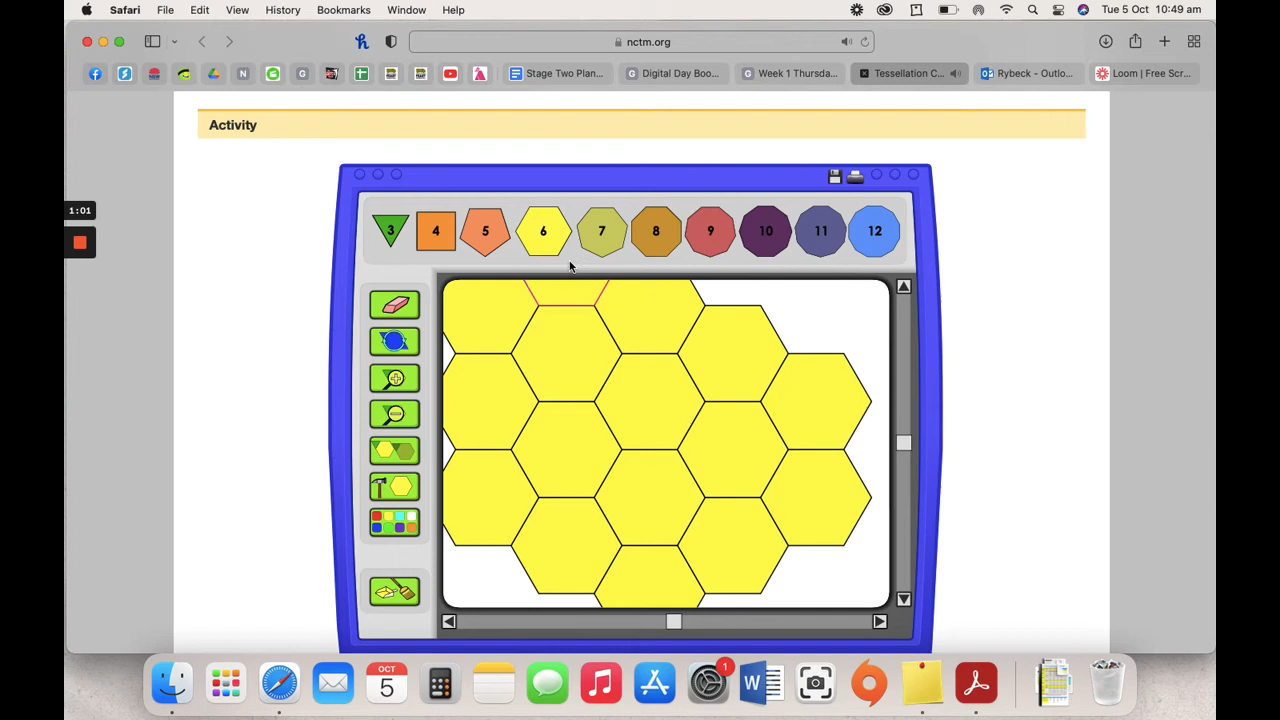 Safari File Edit View History Bookmarks Window Help Tue 5 Oct 10:49 am
nctm.org
Stage Two Plan... Digital Day Boo... Week 1 Thursda... Tessellation C... Rybeck - Outlo... Loom | Free Scr...
Activity
1:01
3 4 5 6 7 8 9 10 11 12
OCT
5
1